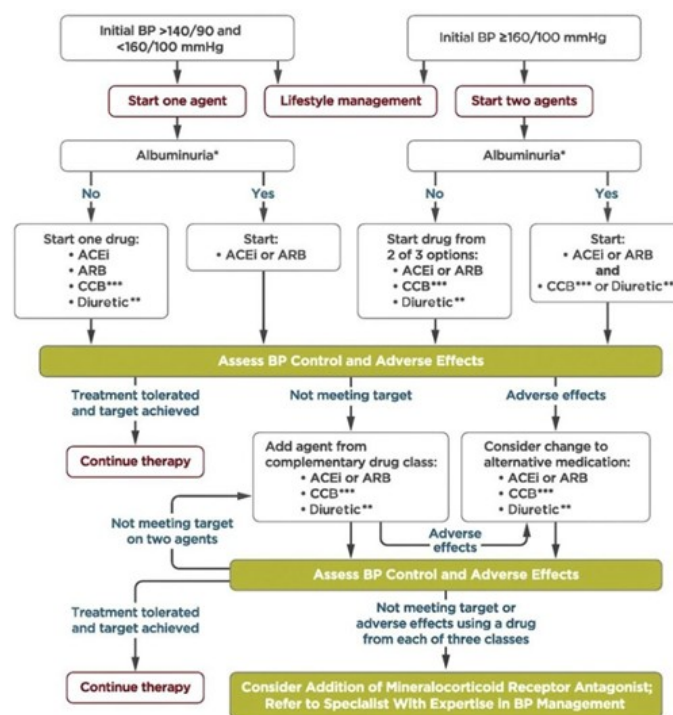 Initial BP >140/90 and
<160/100 mmHg
Initial BP ≥160/100 mmHg
Start one agent
Lifestyle management
Start two agents
Albuminuria*
Albuminuria*
No
Yes
No
Yes
Start one drug:
• ACEi
• ARB
• CCB***
• Diuretic**
Start:
• ACEi or ARB
Start drug from
2 of 3 options:
• ACEi or ARB
• CCB***
• Diuretic**
Start:
• ACEi or ARB
and
• CCB*** or Diuretic**
Assess BP Control and Adverse Effects
Treatment tolerated
and target achieved
Not meeting target
Adverse effects
Continue therapy
Add agent from
complementary drug class:
• ACEi or ARB
• CCB***
• Diuretic**
Consider change to
alternative medication:
• ACEi or ARB
• CCB***
• Diuretic**
Not meeting target
on two agents
Adverse
effects
Assess BP Control and Adverse Effects
Treatment tolerated
and target achieved
Not meeting target or
adverse effects using a drug
from each of three classes
Continue therapy
Consider Addition of Mineralocorticoid Receptor Antagonist;
Refer to Specialist With Expertise in BP Management